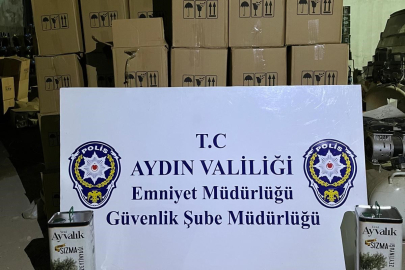 T.C
AYDIN VALİLİĞİ
Emniyet Müdürlüğü
Güvenlik Şube Müdürlüğü
POLİS
POLİS
Ayvalık
SIZMA
Ayvalık
SIZMA